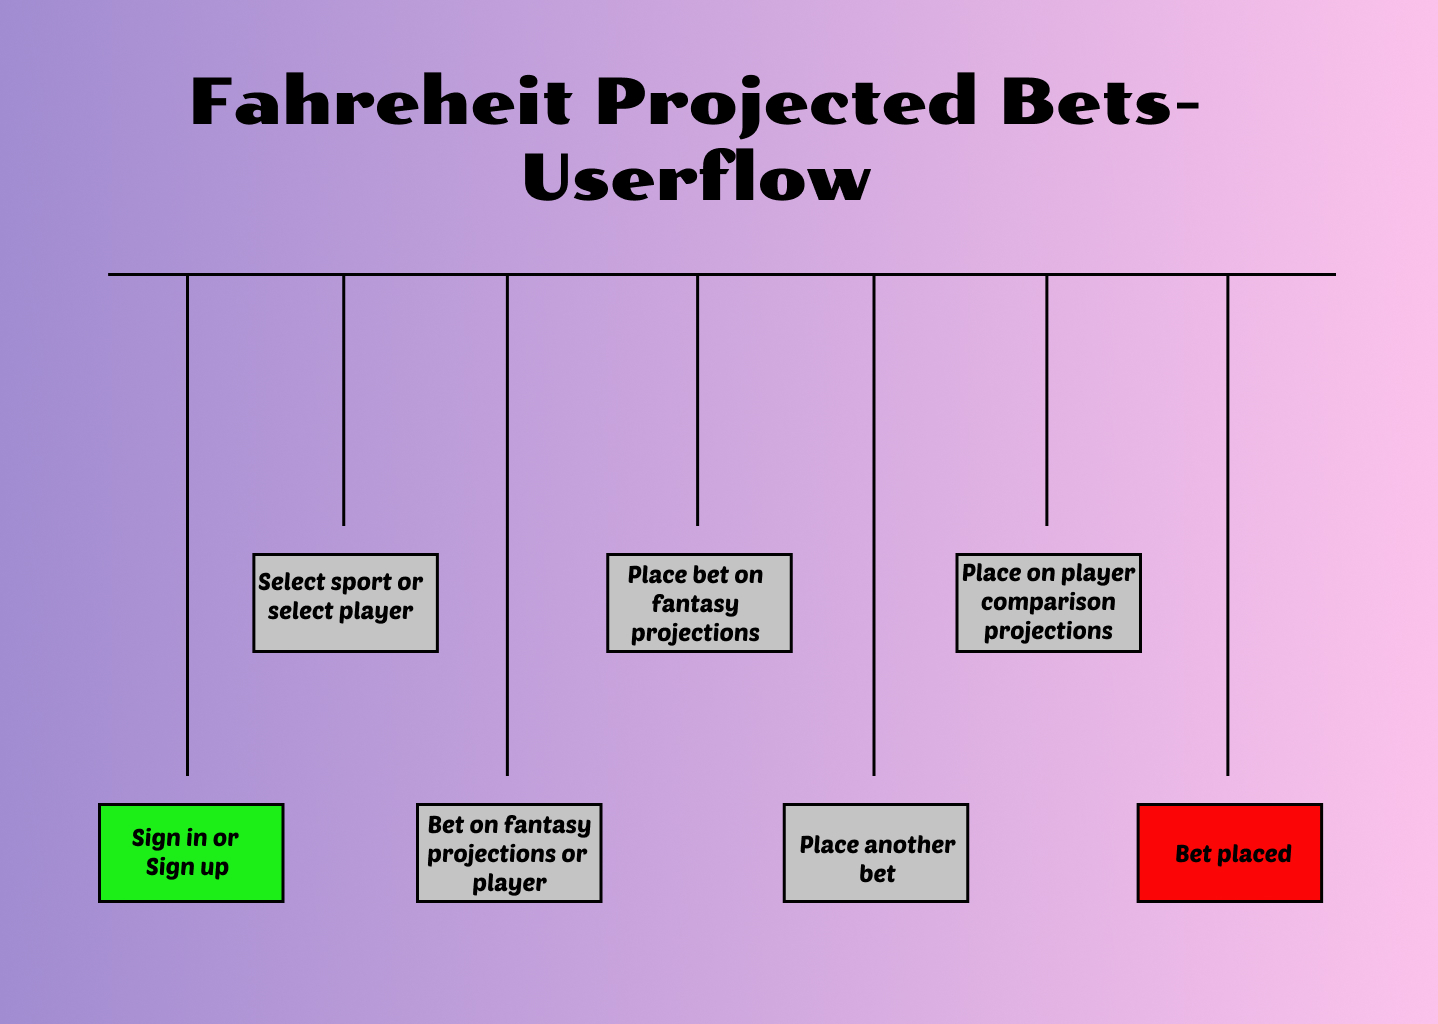 Fahreheit Projected Bets-
Userflow
Select sport or
select player
Place bet on
fantasy
projections
Place on player
comparison
projections
Sign in or
Sign up
Bet on fantasy
projections or
player
Place another
bet
Bet placed